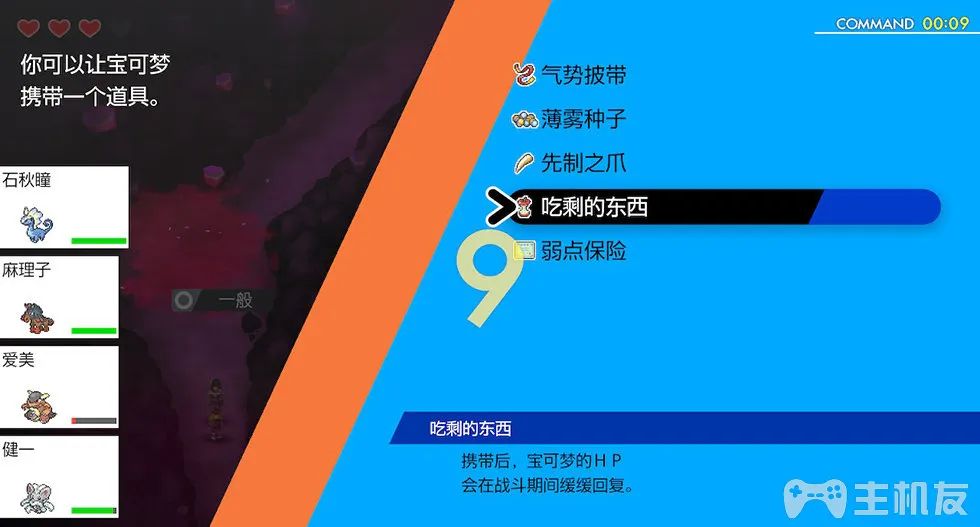 COMMAND 00:09
你可以让宝可梦
携带一个道具。
气势披带
薄雾种子
先制之爪
吃剩的东西
弱点保险
9
石秋瞳
麻理子
爱美
健一
一般
吃剩的东西
携带后，宝可梦的ＨＰ
会在战斗期间缓缓回复。
主机友